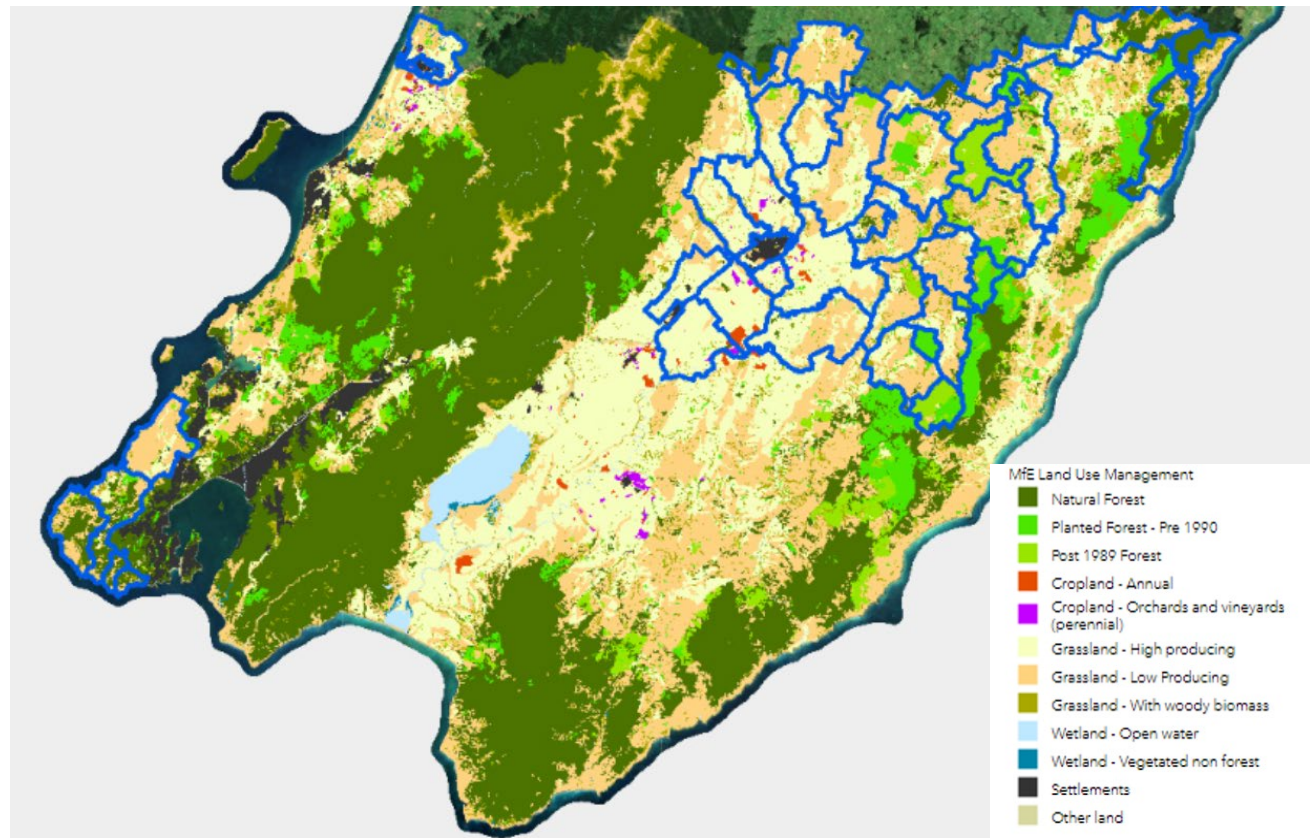 MfE Land Use Management
Natural Forest
Planted Forest - Pre 1990
Post 1989 Forest
Cropland - Annual
Cropland - Orchards and vineyards
(perennial)
Grassland - High producing
Grassland - Low Producing
Grassland - With woody biomass
Wetland - Open water
Wetland - Vegetated non forest
Settlements
Other land